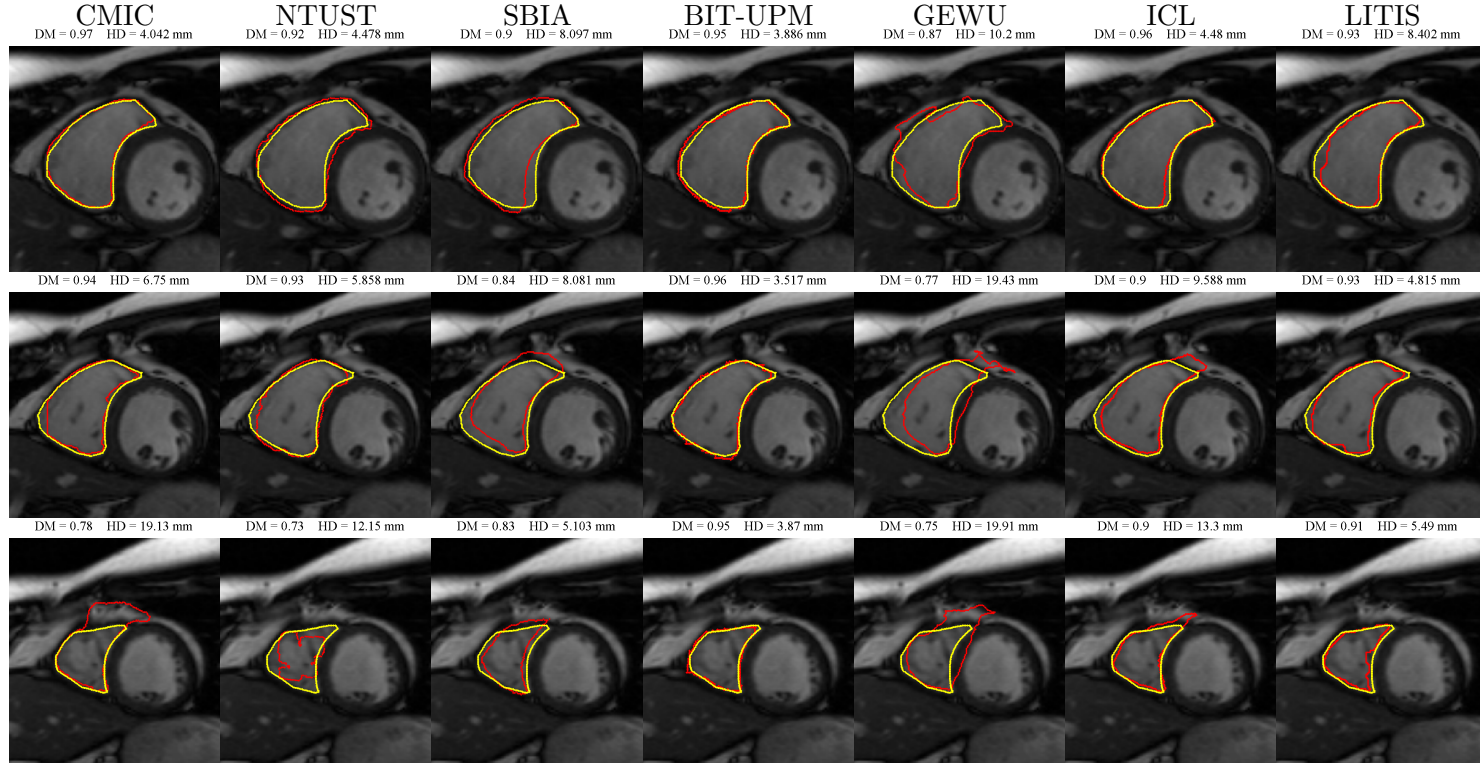 CMIC NTUST SBIA BIT-UPM GEWU ICL LITIS
DM = 0.97 HD = 4.042 mm DM = 0.92 HD = 4.478 mm DM = 0.9 HD = 8.097 mm DM = 0.95 HD = 3.886 mm DM = 0.87 HD = 10.2 mm DM = 0.96 HD = 4.48 mm DM = 0.93 HD = 8.402 mm
DM = 0.94 HD = 6.75 mm DM = 0.93 HD = 5.858 mm DM = 0.84 HD = 8.081 mm DM = 0.96 HD = 3.517 mm DM = 0.77 HD = 19.43 mm DM = 0.9 HD = 9.588 mm DM = 0.93 HD = 4.815 mm
DM = 0.78 HD = 19.13 mm DM = 0.73 HD = 12.15 mm DM = 0.83 HD = 5.103 mm DM = 0.95 HD = 3.87 mm DM = 0.75 HD = 19.91 mm DM = 0.9 HD = 13.3 mm DM = 0.91 HD = 5.49 mm